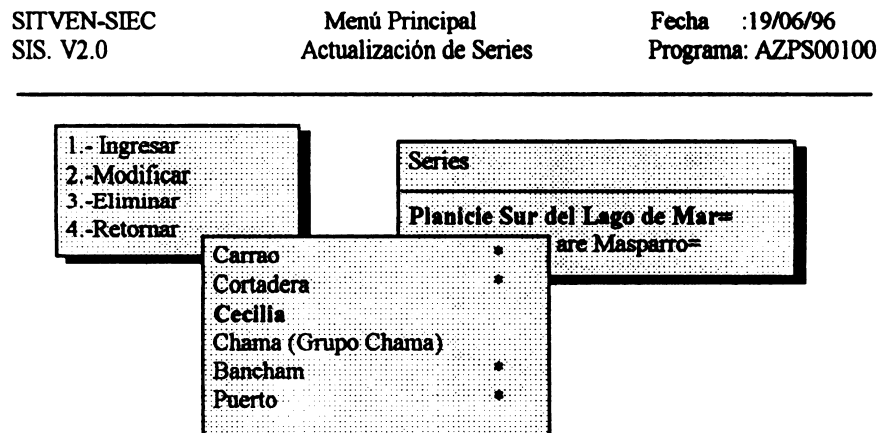 SITVEN-SIEC Menú Principal Fecha :19/06/96
SIS. V2.0 Actualización de Series Programa: AZPS00100
1.- Ingresar
2.-Modificar
3.-Eliminar
4.-Retornar
Series
Planicie Sur del Lago de Mar=
are Masparro=
Carrao *
Cortadera *
Cecilia
Chama (Grupo Chama)
Bancham *
Puerto *